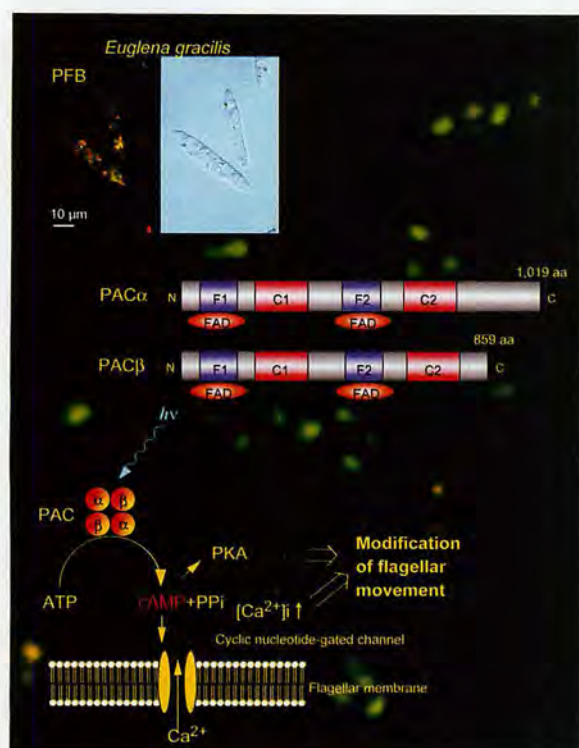 Euglena gracilis
PFB
10 µm
1,019 aa
PACα N F1 C1 F2 C2 C
FAD FAD
859 aa
PACβ N F1 C1 F2 C2 C
FAD FAD
hν
PAC α β
β α
PKA
Modification
of flagellar
movement
ATP
cAMP+PPi
[Ca²⁺]i ↑
Cyclic nucleotide-gated channel
Flagellar membrane
Ca²⁺